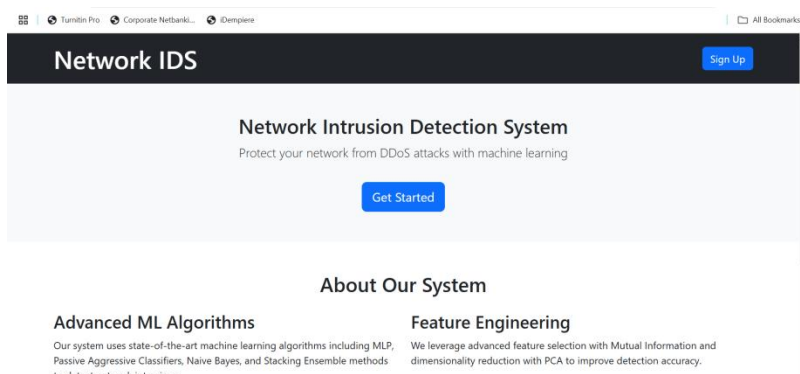 Turnitin Pro Corporate Netbanki... iDempiere All Bookmarks
Network IDS Sign Up
Network Intrusion Detection System
Protect your network from DDoS attacks with machine learning
Get Started
About Our System
Advanced ML Algorithms
Our system uses state-of-the-art machine learning algorithms including MLP,
Passive Aggressive Classifiers, Naive Bayes, and Stacking Ensemble methods
Feature Engineering
We leverage advanced feature selection with Mutual Information and
dimensionality reduction with PCA to improve detection accuracy.